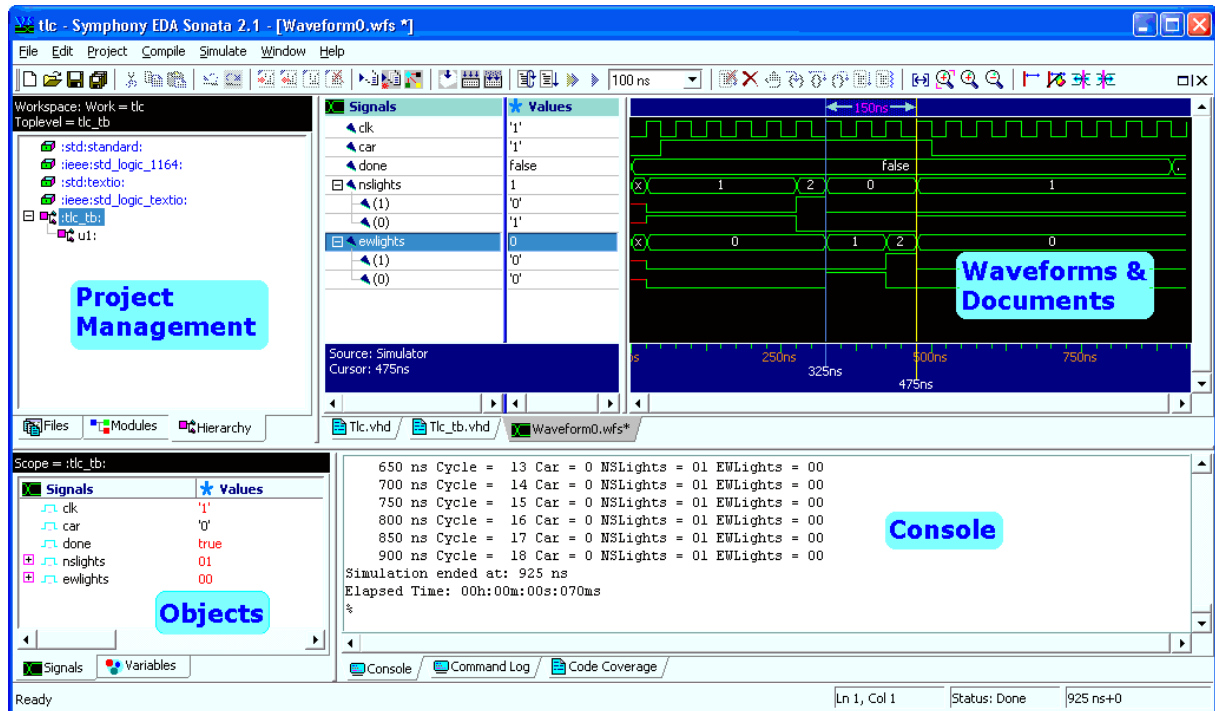 tlc - Symphony EDA Sonata 2.1 - [Waveform0.wfs *]
File Edit Project Compile Simulate Window Help
100 ns
Workspace: Work = tlc
Toplevel = tlc_tb
:std:standard:
:ieee:std_logic_1164:
:std:textio:
:ieee:std_logic_textio:
:tlc_tb:
u1:
Project
Management
Files Modules Hierarchy
Signals Values
clk '1'
car '1'
done false
nslights 1
(1) '0'
(0) '1'
ewlights 0
(1) '0'
(0) '0'
Source: Simulator
Cursor: 475ns
150ns
false
x 1 2 0 1
x 0 1 2 0
Waveforms &
Documents
250ns 500ns 750ns
325ns
475ns
Tlc.vhd Tlc_tb.vhd Waveform0.wfs*
Scope = :tlc_tb:
Signals Values
clk '1'
car '0'
done true
nslights 01
ewlights 00
Objects
Signals Variables
650 ns Cycle = 13 Car = 0 NSLights = 01 EWLights = 00
700 ns Cycle = 14 Car = 0 NSLights = 01 EWLights = 00
750 ns Cycle = 15 Car = 0 NSLights = 01 EWLights = 00
800 ns Cycle = 16 Car = 0 NSLights = 01 EWLights = 00
850 ns Cycle = 17 Car = 0 NSLights = 01 EWLights = 00
900 ns Cycle = 18 Car = 0 NSLights = 01 EWLights = 00
Simulation ended at: 925 ns
Elapsed Time: 00h:00m:00s:070ms
%
Console
Console Command Log Code Coverage
Ready Ln 1, Col 1 Status: Done 925 ns+0